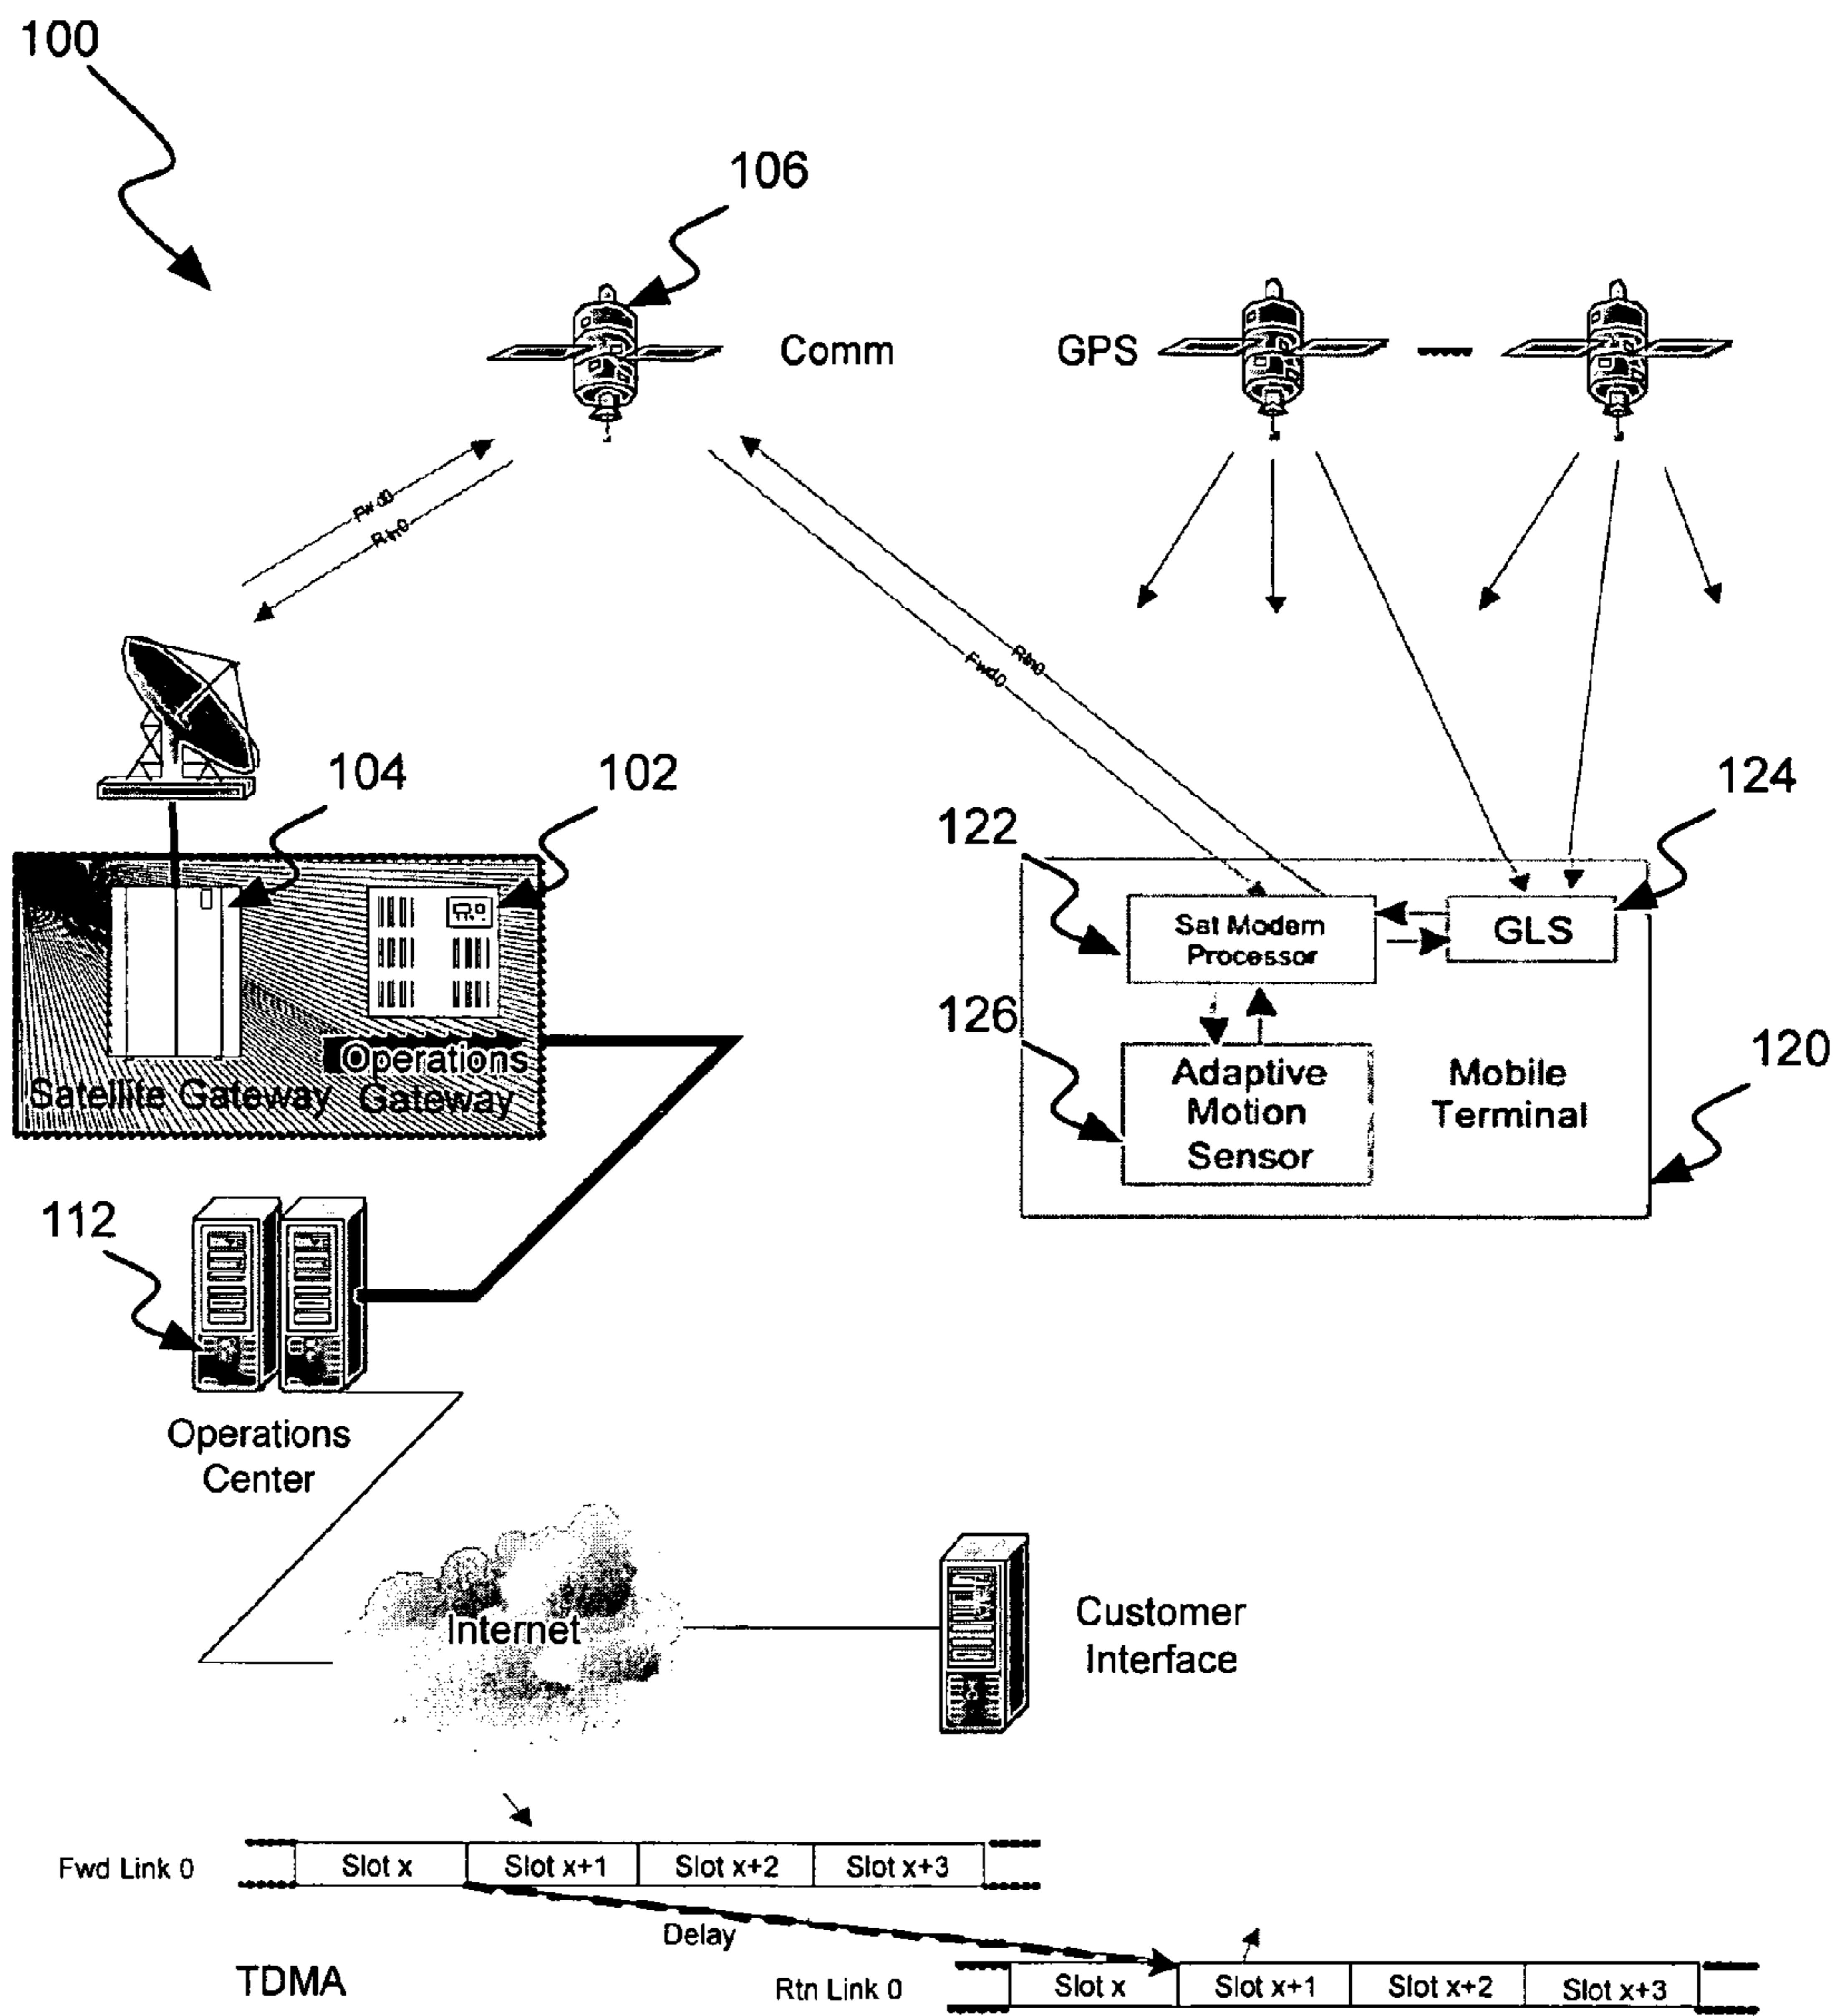 100
106
Comm
GPS
Fwd0
Rtn0
Rtn0
Fwd0
104
102
124
122
Sat Modem
Processor
GLS
126
Adaptive
Motion
Sensor
Mobile
Terminal
120
Operations
Gateway
Satellite Gateway
112
Operations
Center
Internet
Customer
Interface
Fwd Link 0
Slot x
Slot x+1
Slot x+2
Slot x+3
Delay
TDMA
Rtn Link 0
Slot x
Slot x+1
Slot x+2
Slot x+3